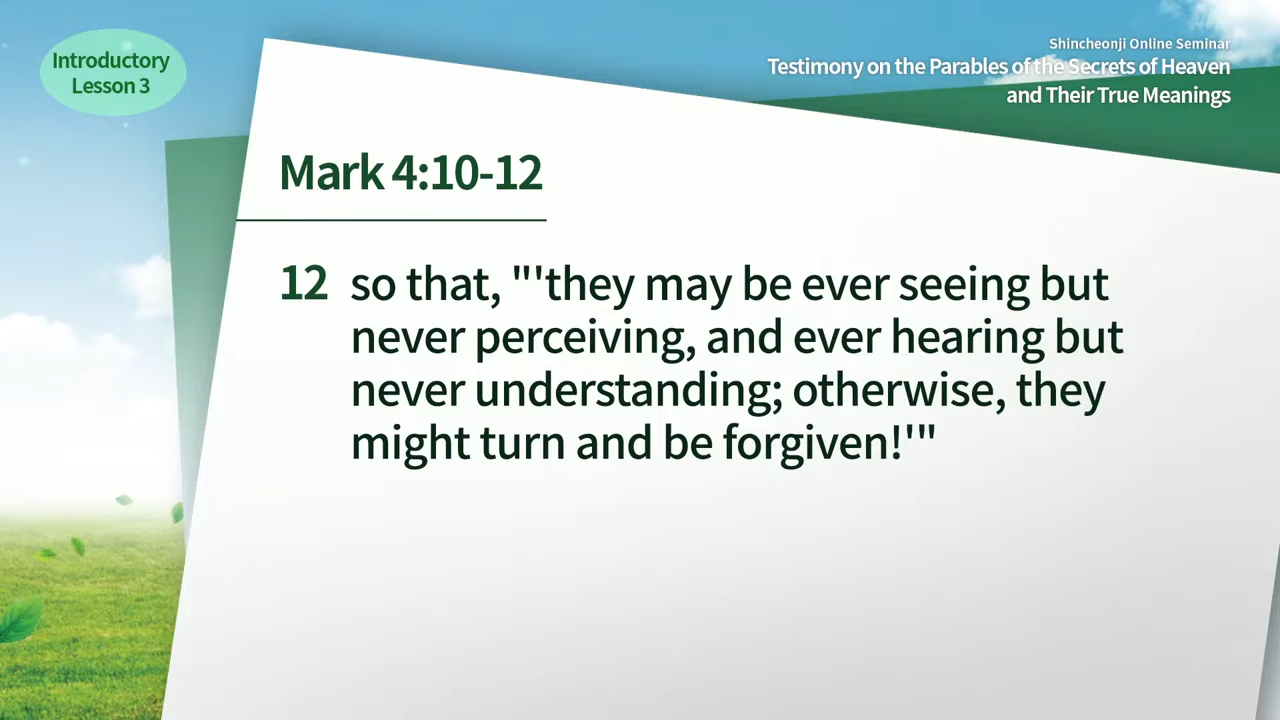 Introductory
Lesson 3
Shincheonji Online Seminar
Testimony on the Parables of the Secrets of Heaven
and Their True Meanings
Mark 4:10-12
12 so that, "'they may be ever seeing but
never perceiving, and ever hearing but
never understanding; otherwise, they
might turn and be forgiven!'"